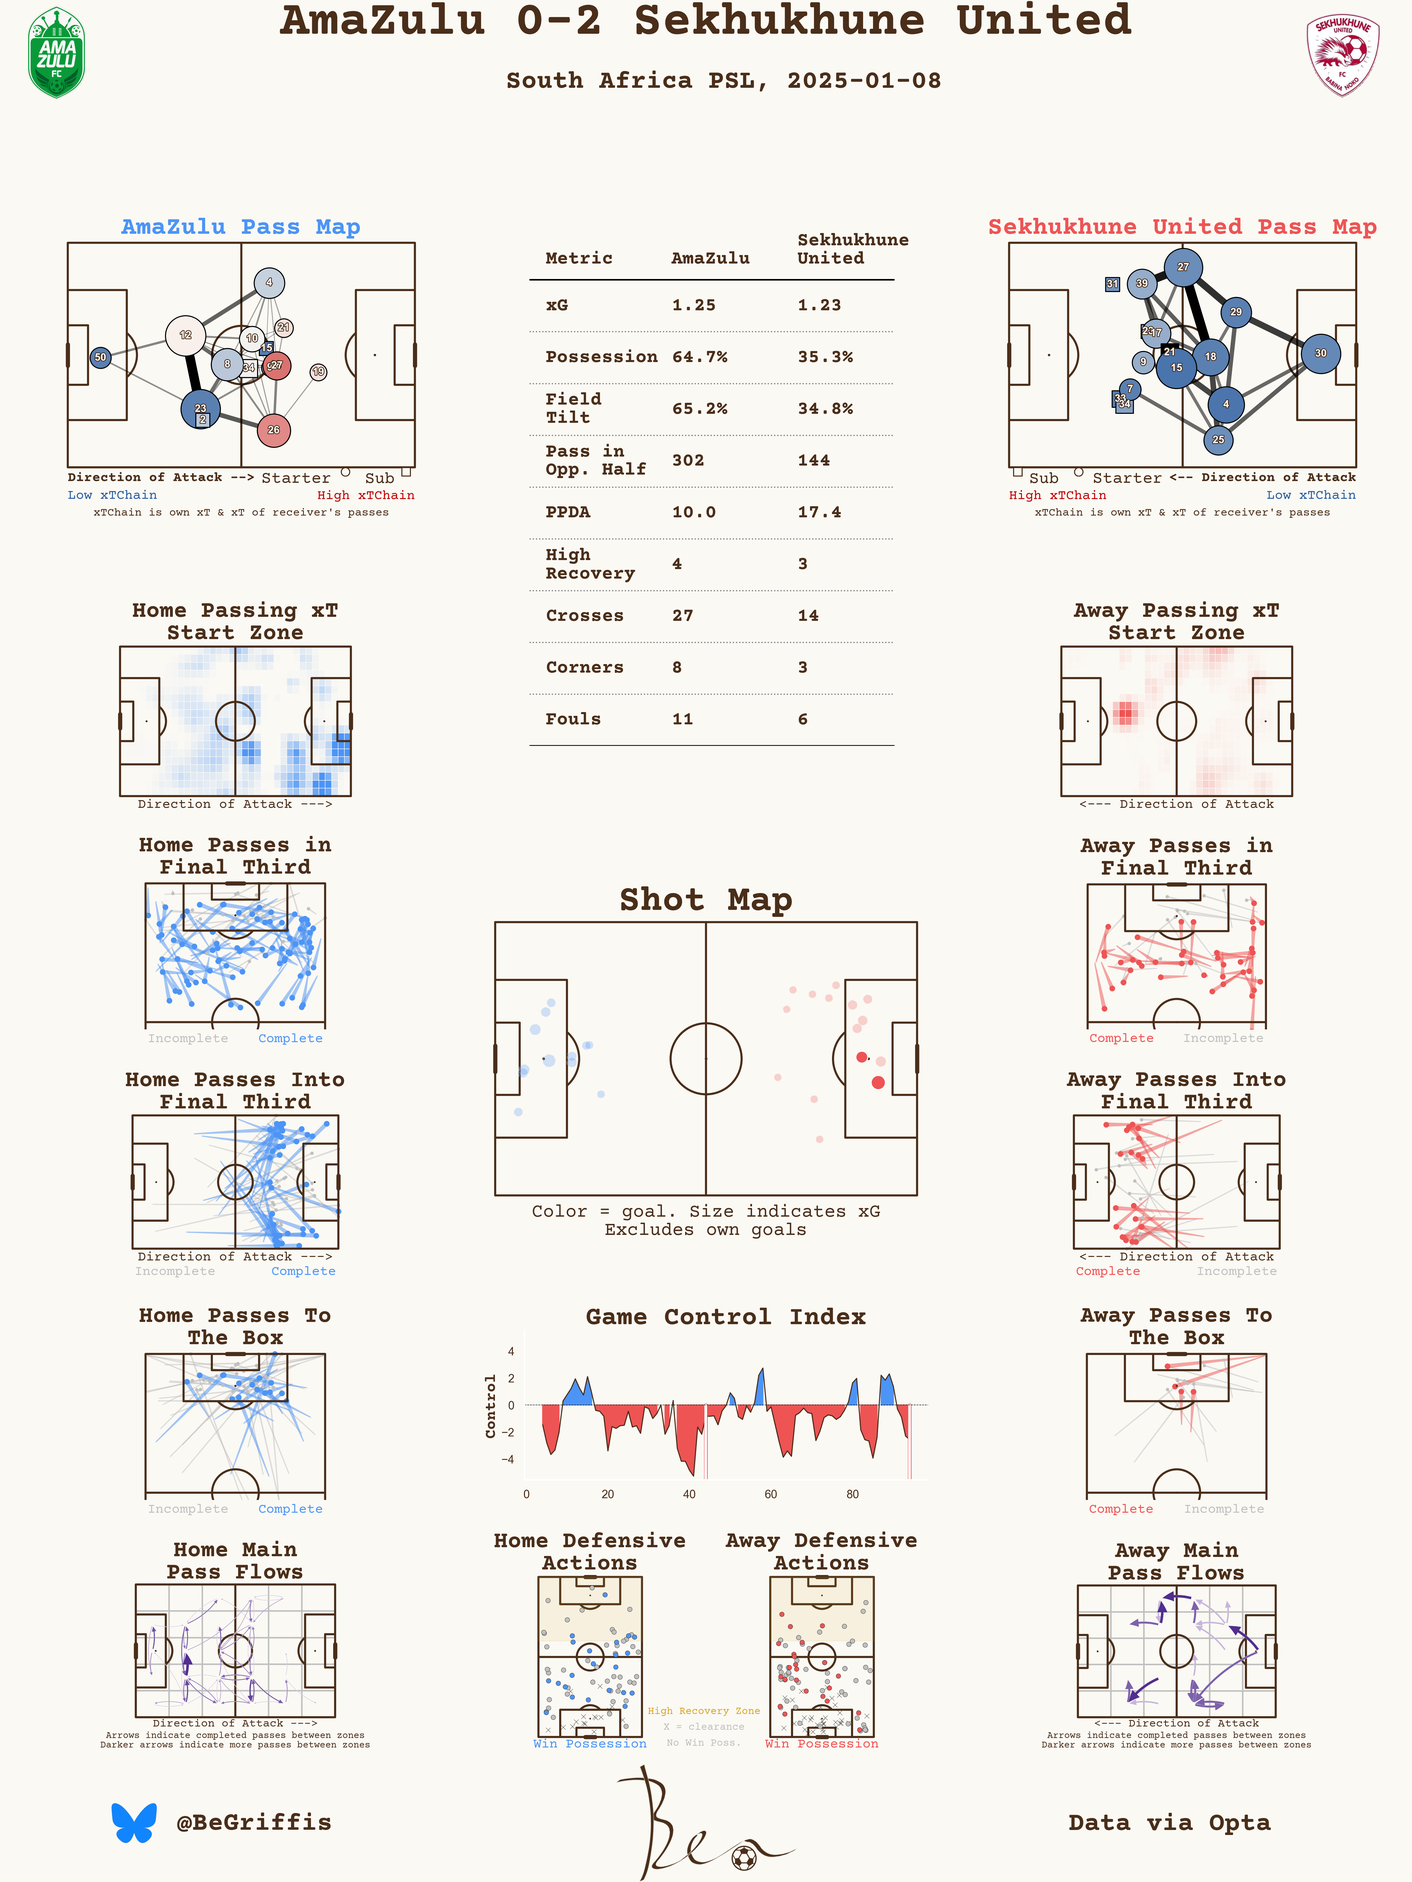 AmaZulu 0-2 Sekhukhune United
South Africa PSL, 2025-01-08
AMA
ZULU
FC
SEKHUKHUNE
UNITED
FC
BABINA NOKO
AmaZulu Pass Map
4
12
21
10
15
50
8
34
27
19
23
2
26
Direction of Attack --> Starter Sub
Low xTChain High xTChain
xTChain is own xT & xT of receiver's passes
Metric AmaZulu Sekhukhune
United
xG 1.25 1.23
Possession 64.7% 35.3%
Field
Tilt 65.2% 34.8%
Pass in
Opp. Half 302 144
PPDA 10.0 17.4
High
Recovery 4 3
Crosses 27 14
Corners 8 3
Fouls 11 6
Sekhukhune United Pass Map
27
31
39
29
17
21
18
30
9
15
7
33
34
4
25
Sub Starter <-- Direction of Attack
High xTChain Low xTChain
xTChain is own xT & xT of receiver's passes
Home Passing xT
Start Zone
Direction of Attack --->
Away Passing xT
Start Zone
<--- Direction of Attack
Home Passes in
Final Third
Incomplete Complete
Away Passes in
Final Third
Complete Incomplete
Shot Map
Color = goal. Size indicates xG
Excludes own goals
Home Passes Into
Final Third
Direction of Attack --->
Incomplete Complete
Away Passes Into
Final Third
<--- Direction of Attack
Complete Incomplete
Home Passes To
The Box
Incomplete Complete
Game Control Index
Control
4
2
0
−2
−4
0 20 40 60 80
Away Passes To
The Box
Complete Incomplete
Home Main
Pass Flows
Direction of Attack --->
Arrows indicate completed passes between zones
Darker arrows indicate more passes between zones
Home Defensive
Actions
Win Possession
Away Defensive
Actions
Win Possession
High Recovery Zone
X = clearance
No Win Poss.
Away Main
Pass Flows
<--- Direction of Attack
Arrows indicate completed passes between zones
Darker arrows indicate more passes between zones
@BeGriffis
Ben
Data via Opta